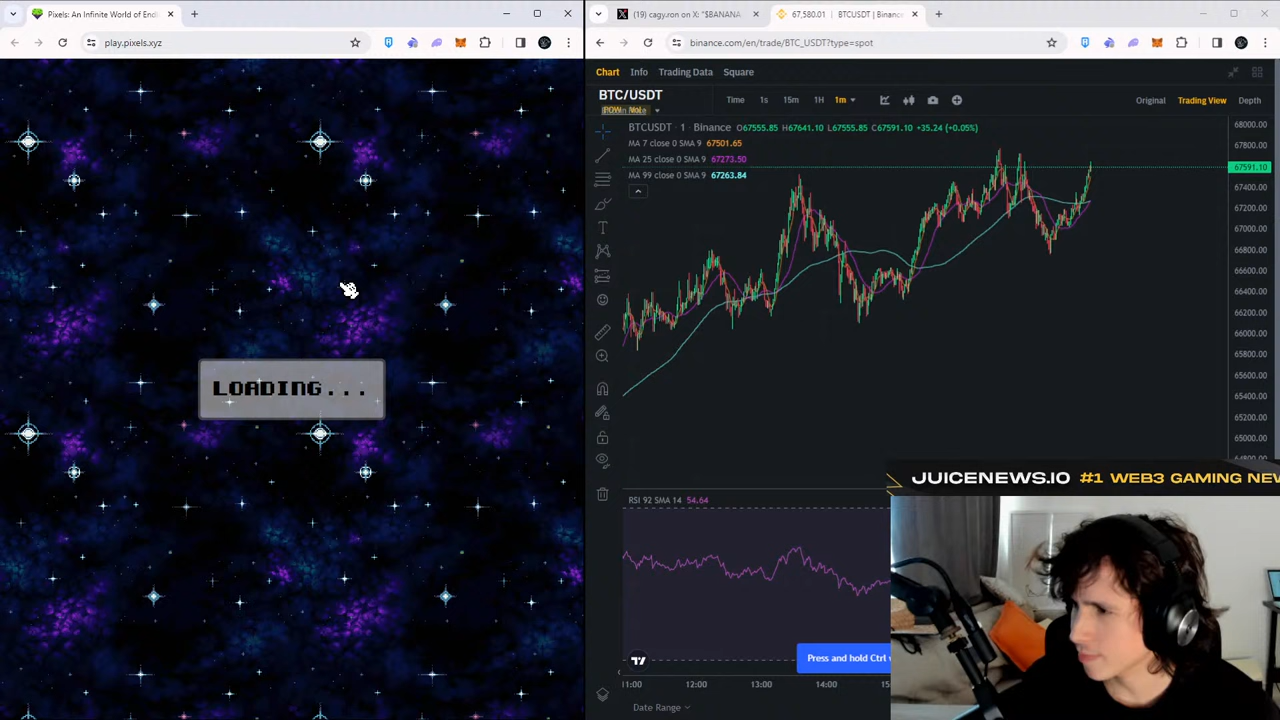 Pixels: An Infinite World of Endl
play.pixels.xyz
LOADING...
(19) cagy.ron on X: "$BANANA
67,580.01 | BTCUSDT | Binance
binance.com/en/trade/BTC_USDT?type=spot
Chart Info Trading Data Square
BTC/USDT
Time 1s 15m 1H 1m
Original Trading View Depth
BTCUSDT · 1 · Binance O67555.85 H67641.10 L67555.85 C67591.10 +35.24 (+0.05%)
MA 7 close 0 SMA 9 67501.65
MA 25 close 0 SMA 9 67273.50
MA 99 close 0 SMA 9 67263.84
68000.00
67800.00
67591.10
67400.00
67200.00
67000.00
66800.00
66600.00
66400.00
66200.00
66000.00
65800.00
65600.00
65400.00
65200.00
65000.00
64800.00
JUICENEWS.IO #1 WEB3 GAMING NEW
RSI 92 SMA 14 54.64
Press and hold Ctrl
11:00 12:00 13:00 14:00
Date Range